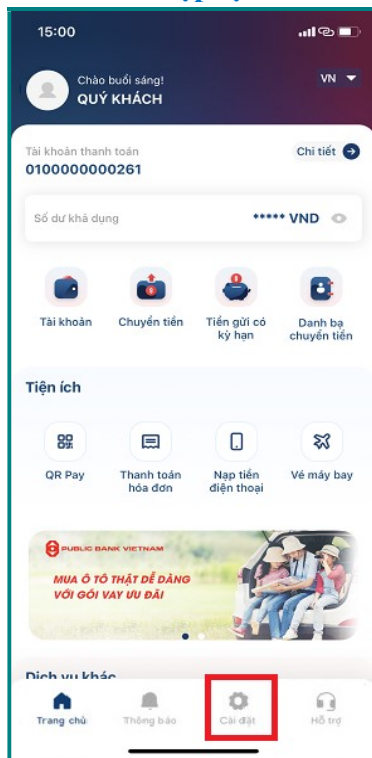 15:00
Chào buổi sáng!
VN
QUÝ KHÁCH
Tài khoản thanh toán
Chi tiết
0100000000261
Số dư khả dụng
***** VND
Tài khoản
Chuyển tiền
Tiền gửi có
kỳ hạn
Danh bạ
chuyển tiền
Tiện ích
QR Pay
Thanh toán
hóa đơn
Nạp tiền
điện thoại
Vé máy bay
PUBLIC BANK VIETNAM
MUA Ô TÔ THẬT DỄ DÀNG
VỚI GÓI VAY ƯU ĐÃI
Dịch vụ khác
Trang chủ
Thông báo
Cài đặt
Hỗ trợ